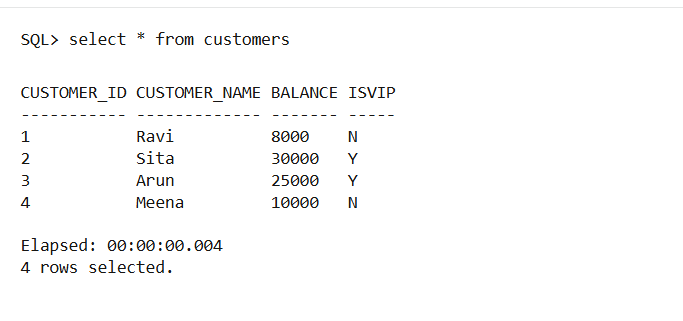 SQL> select * from customers
CUSTOMER_ID CUSTOMER_NAME BALANCE ISVIP
----------- ------------- ------- -----
1           Ravi          8000    N
2           Sita          30000   Y
3           Arun          25000   Y
4           Meena         10000   N
Elapsed: 00:00:00.004
4 rows selected.